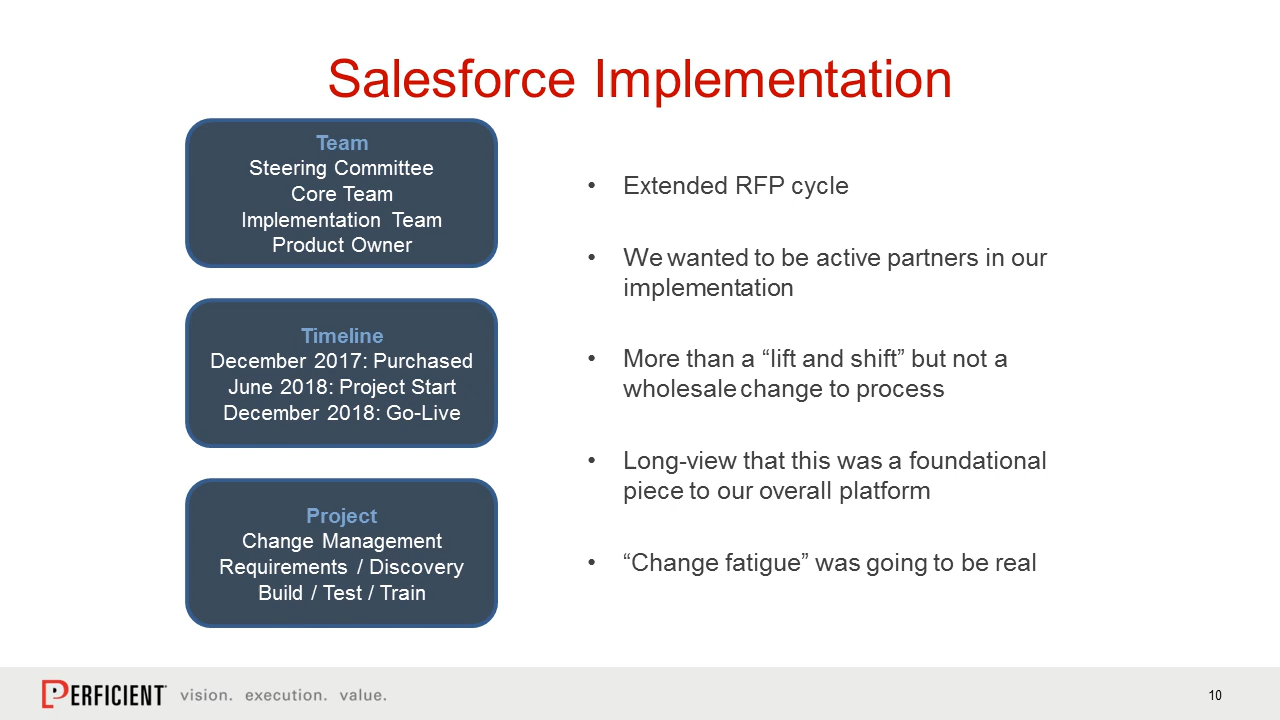 Salesforce Implementation
Team
Steering Committee
Core Team
Implementation Team
Product Owner
Timeline
December 2017: Purchased
June 2018: Project Start
December 2018: Go-Live
Project
Change Management
Requirements / Discovery
Build / Test / Train
• Extended RFP cycle
• We wanted to be active partners in our
implementation
• More than a “lift and shift” but not a
wholesale change to process
• Long-view that this was a foundational
piece to our overall platform
• “Change fatigue” was going to be real
PERFICIENT vision. execution. value.
10